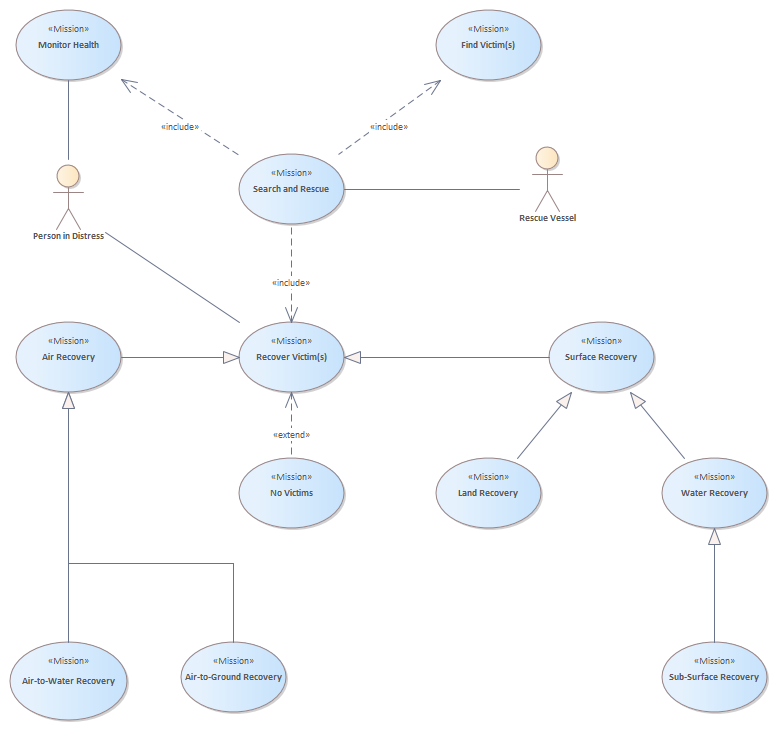 «Mission»
Monitor Health
«Mission»
Find Victim(s)
«include»
«include»
«Mission»
Search and Rescue
Rescue Vessel
Person in Distress
«include»
«Mission»
Air Recovery
«Mission»
Recover Victim(s)
«Mission»
Surface Recovery
«extend»
«Mission»
No Victims
«Mission»
Land Recovery
«Mission»
Water Recovery
«Mission»
Air-to-Water Recovery
«Mission»
Air-to-Ground Recovery
«Mission»
Sub-Surface Recovery